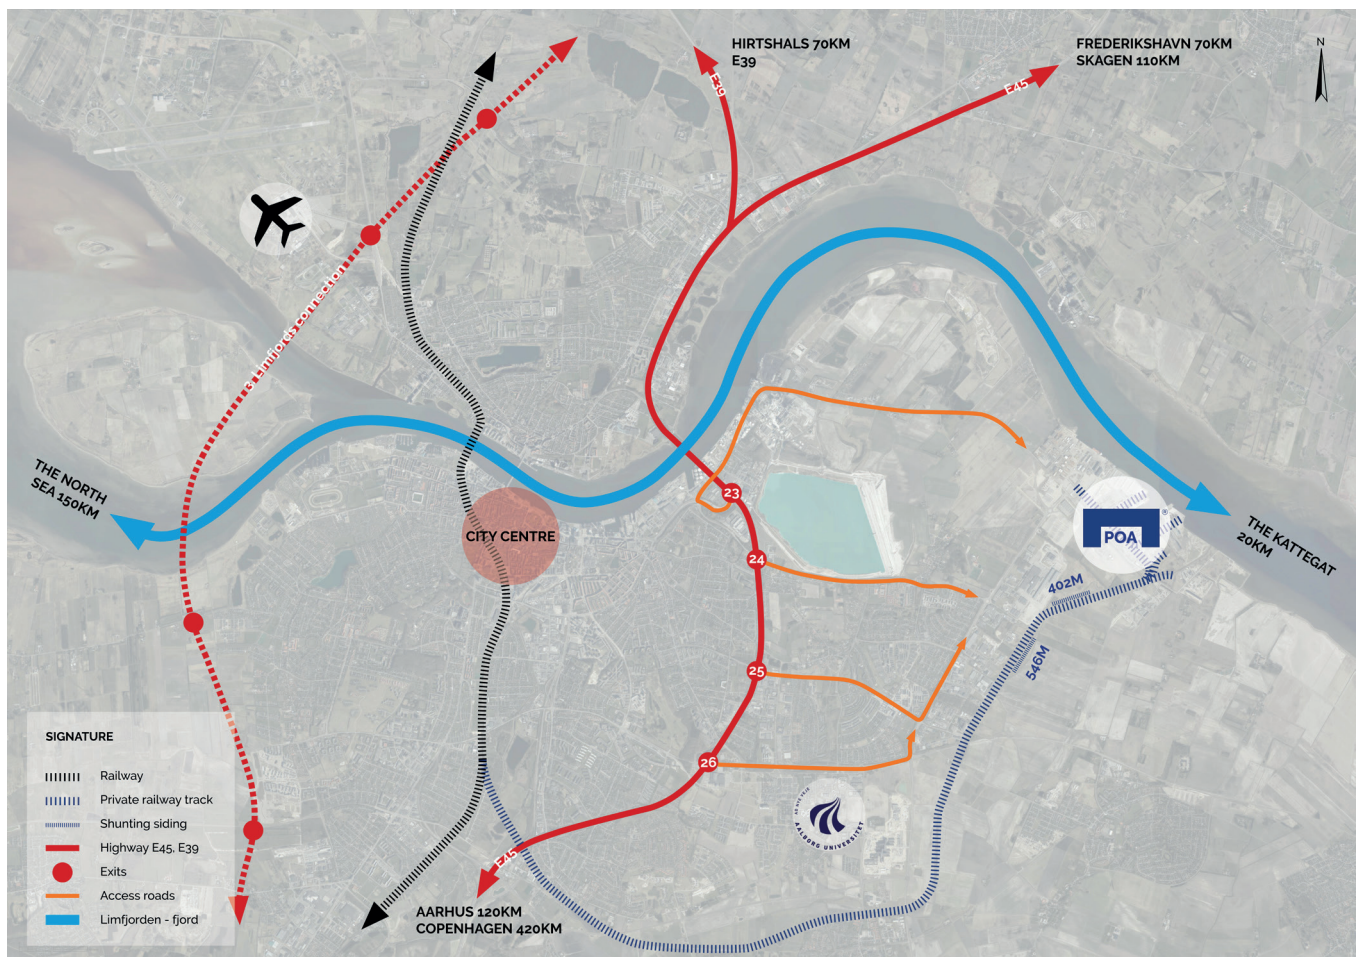 HIRTSHALS 70KM
E39
FREDERIKSHAVN 70KM
SKAGEN 110KM
N
E39
E45
3. Limfjords connection
THE NORTH
SEA 150KM
CITY CENTRE
23
24
25
26
POA
®
THE KATTEGAT
20KM
402M
546M
AALBORG UNIVERSITET
E45
AARHUS 120KM
COPENHAGEN 420KM
SIGNATURE
Railway
Private railway track
Shunting siding
Highway E45, E39
Exits
Access roads
Limfjorden - fjord